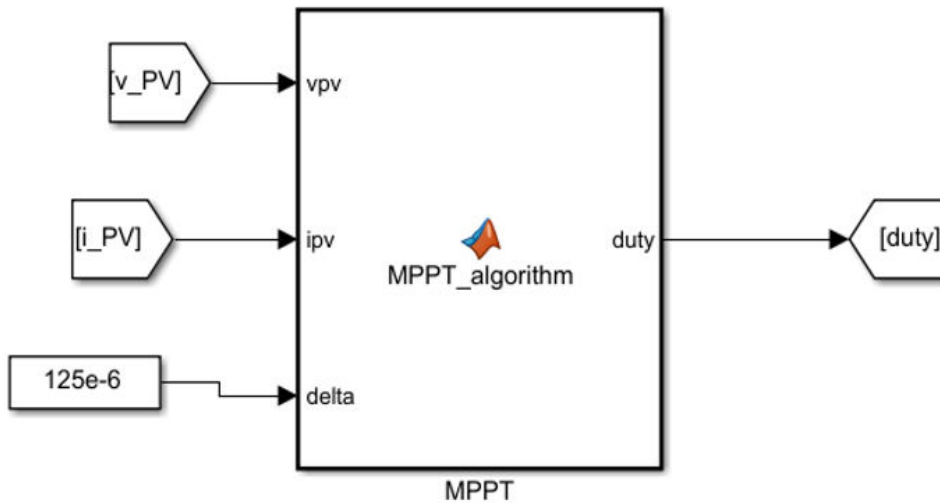 [v_PV]
vpv
[i_PV]
ipv
duty
[duty]
MPPT_algorithm
125e-6
delta
MPPT